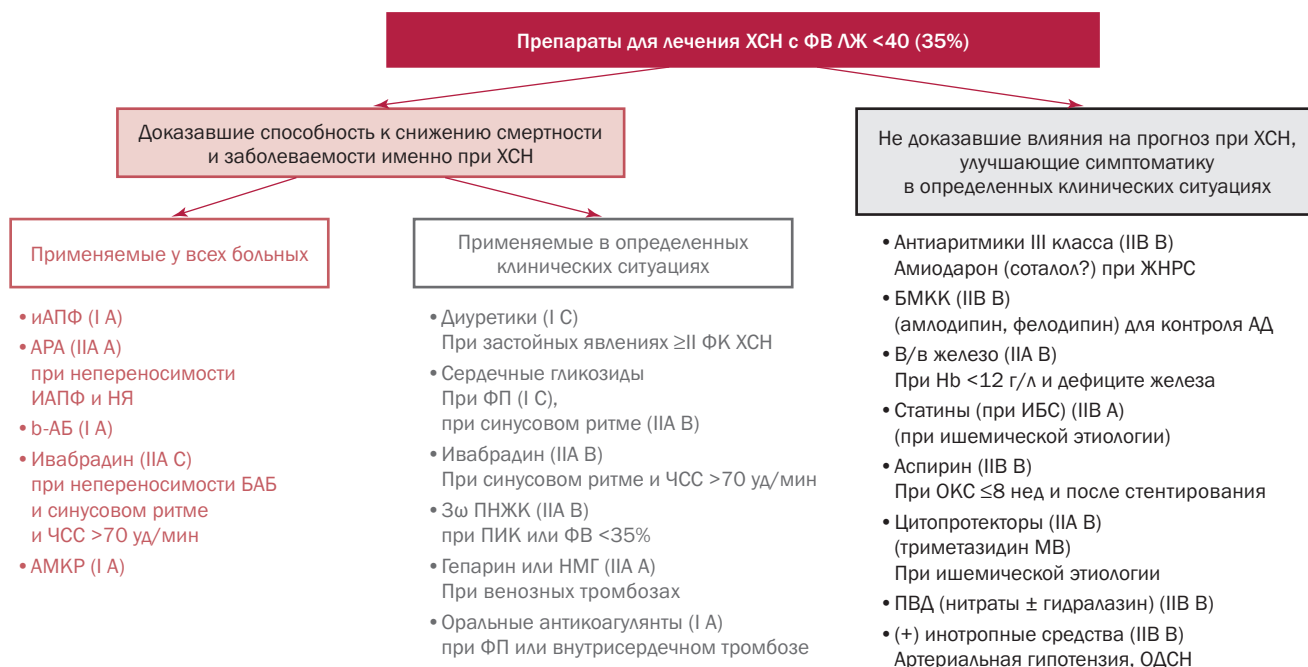 Препараты для лечения ХСН с ФВ ЛЖ <40 (35%)
Доказавшие способность к снижению смертности
и заболеваемости именно при ХСН
Не доказавшие влияния на прогноз при ХСН,
улучшающие симптоматику
в определенных клинических ситуациях
Применяемые у всех больных
• иАПФ (I A)
• АРА (IIA A)
при непереносимости
ИАПФ и НЯ
• b-АБ (I A)
• Ивабрадин (IIA C)
при непереносимости БАБ
и синусовом ритме
и ЧСС >70 уд/мин
• АМКР (I A)
Применяемые в определенных
клинических ситуациях
• Диуретики (I C)
При застойных явлениях ≥II ФК ХСН
• Сердечные гликозиды
При ФП (I C),
при синусовом ритме (IIA B)
• Ивабрадин (IIA B)
При синусовом ритме и ЧСС >70 уд/мин
• 3ω ПНЖК (IIA B)
при ПИК или ФВ <35%
• Гепарин или НМГ (IIA A)
При венозных тромбозах
• Оральные антикоагулянты (I A)
при ФП или внутрисердечном тромбозе
• Антиаритмики III класса (IIB B)
Амиодарон (соталол?) при ЖНРС
• БМКК (IIB B)
(амлодипин, фелодипин) для контроля АД
• В/в железо (IIA B)
При Hb <12 г/л и дефиците железа
• Статины (при ИБС) (IIB A)
(при ишемической этиологии)
• Аспирин (IIB B)
При ОКС ≤8 нед и после стентирования
• Цитопротекторы (IIA B)
(триметазидин МВ)
При ишемической этиологии
• ПВД (нитраты ± гидралазин) (IIB B)
• (+) инотропные средства (IIB B)
Артериальная гипотензия, ОДСН